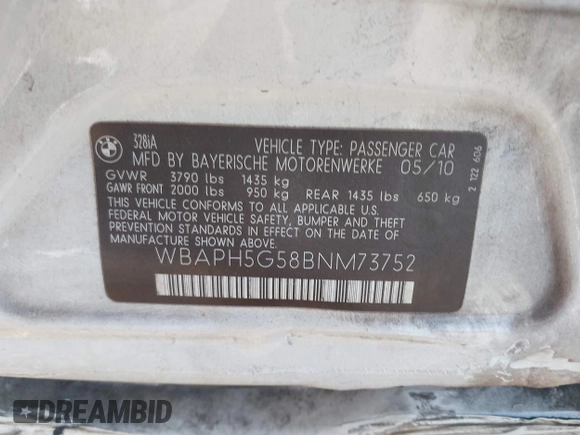 328iA
VEHICLE TYPE: PASSENGER CAR
MFD BY BAYERISCHE MOTORENWERKE 05/10
GVWR 3790 lbs 1435 kg
GAWR FRONT 2000 lbs 950 kg REAR 1435 lbs 650 kg
THIS VEHICLE CONFORMS TO ALL APPLICABLE U.S.
FEDERAL MOTOR VEHICLE SAFETY, BUMPER AND THEFT
PREVENTION STANDARDS IN EFFECT ON THE DATE OF
MANUFACTURE SHOWN ABOVE.
WBAPH5G58BNM73752
2 122 606
DREAMBID